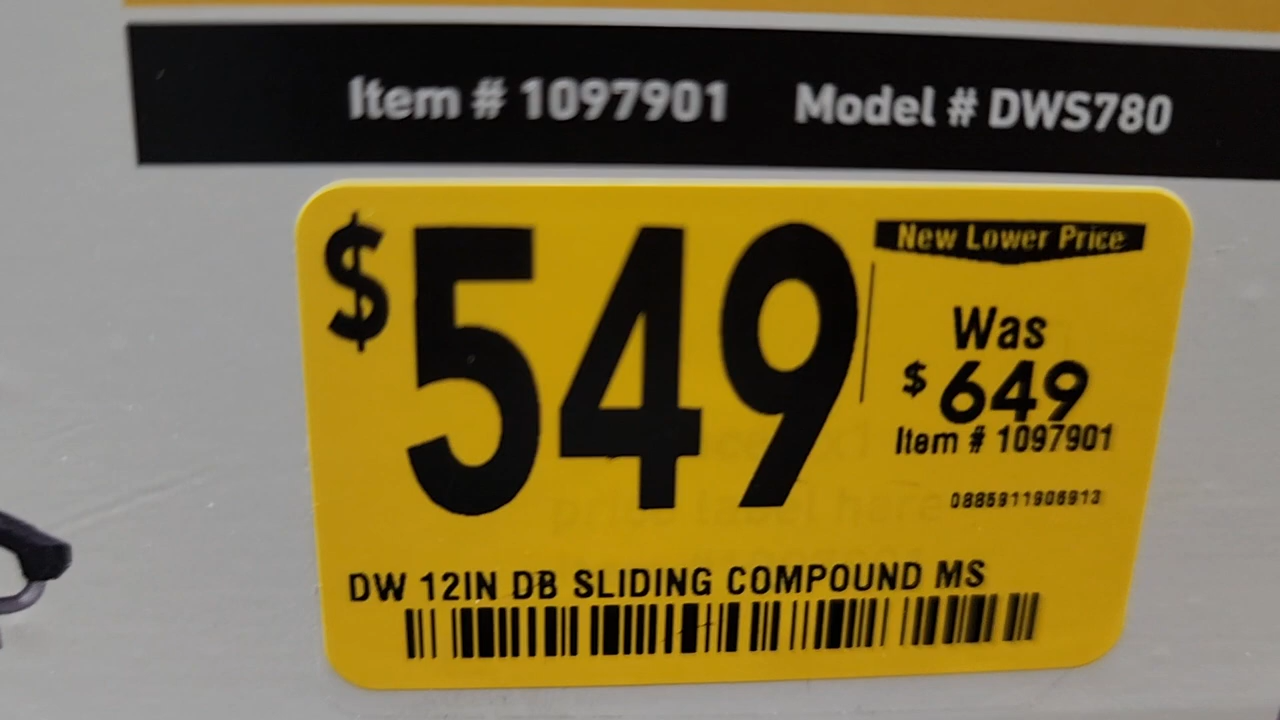 Item # 1097901 Model # DWS780
$549
New Lower Price
Was
$649
Item # 1097901
0885911906913
DW 12IN DB SLIDING COMPOUND MS